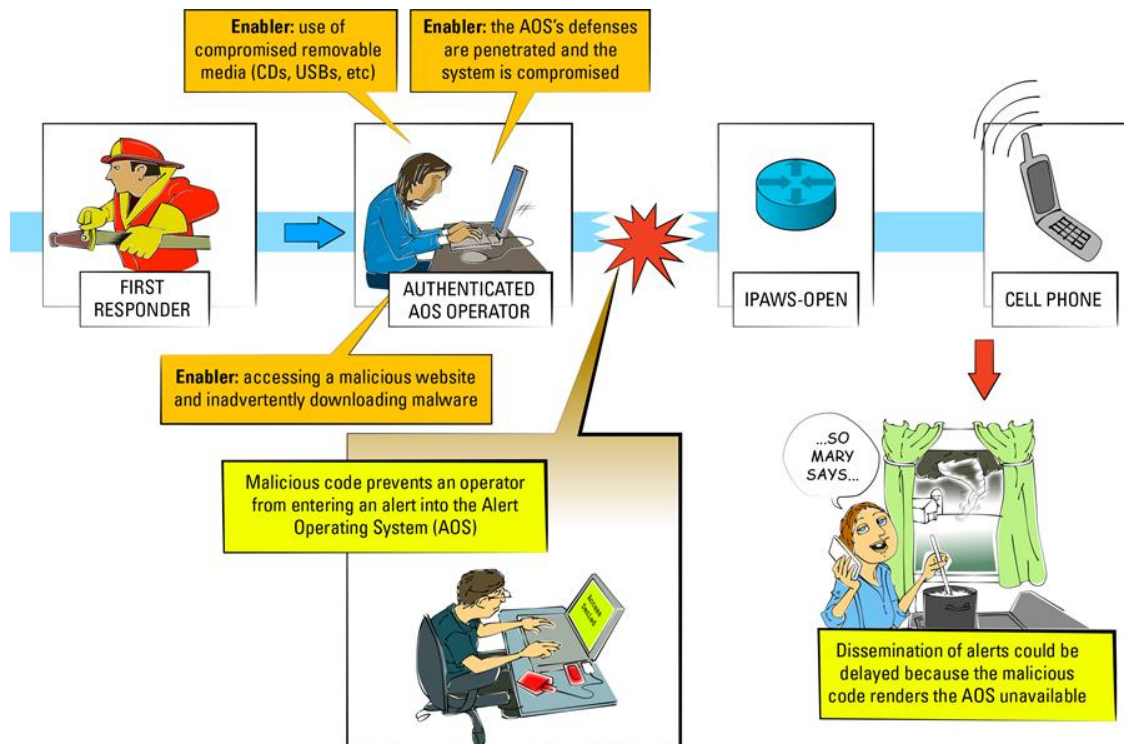 Enabler: use of
compromised removable
media (CDs, USBs, etc)
Enabler: the AOS's defenses
are penetrated and the
system is compromised
FIRST
RESPONDER
AUTHENTICATED
AOS OPERATOR
IPAWS-OPEN
CELL PHONE
Enabler: accessing a malicious website
and inadvertently downloading malware
Malicious code prevents an operator
from entering an alert into the Alert
Operating System (AOS)
Access
Denied
...SO
MARY
SAYS...
Dissemination of alerts could be
delayed because the malicious
code renders the AOS unavailable